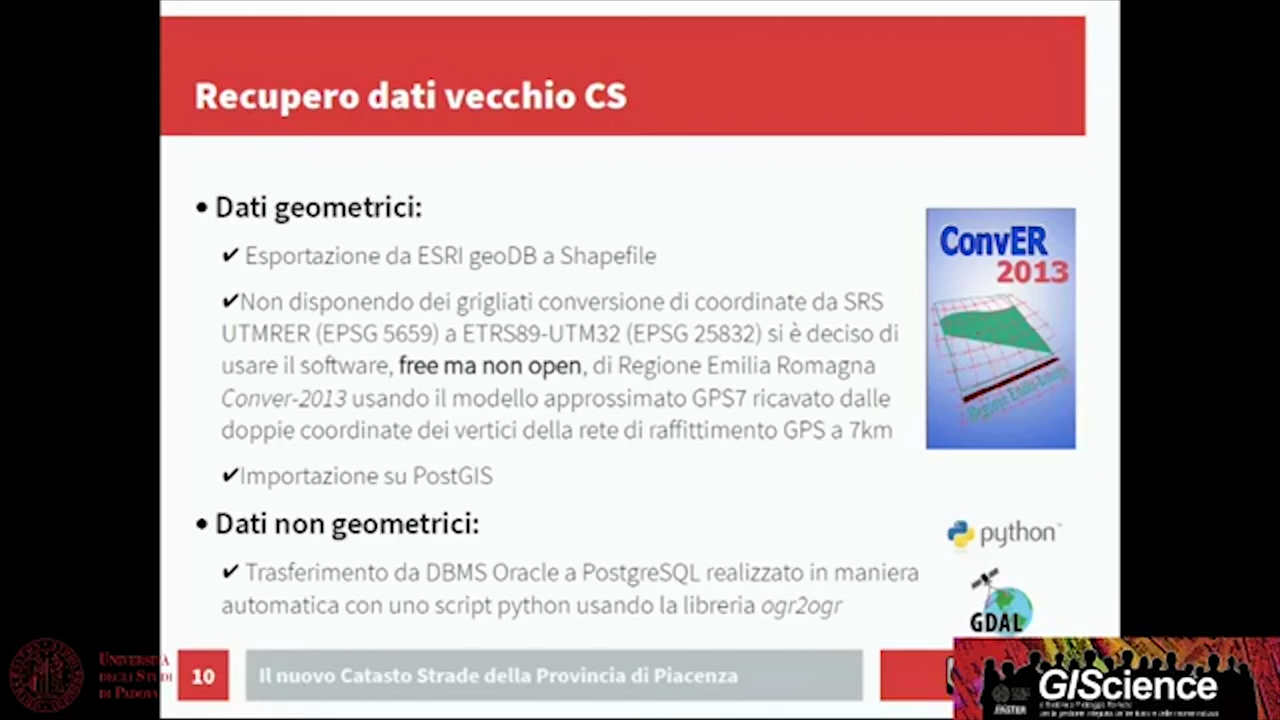 Recupero dati vecchio CS
• Dati geometrici:
✔ Esportazione da ESRI geoDB a Shapefile
✔Non disponendo dei grigliati conversione di coordinate da SRS
UTMRER (EPSG 5659) a ETRS89-UTM32 (EPSG 25832) si è deciso di
usare il software, free ma non open, di Regione Emilia Romagna
Conver-2013 usando il modello approssimato GPS7 ricavato dalle
doppie coordinate dei vertici della rete di raffittimento GPS a 7km
✔Importazione su PostGIS
• Dati non geometrici:
✔ Trasferimento da DBMS Oracle a PostgreSQL realizzato in maniera
automatica con uno script python usando la libreria ogr2ogr
ConvER
2013
python
GDAL
10
Il nuovo Catasto Strade della Provincia di Piacenza
UNIVERSITÀ
DEGLI STUDI
DI PADOVA
GIScience